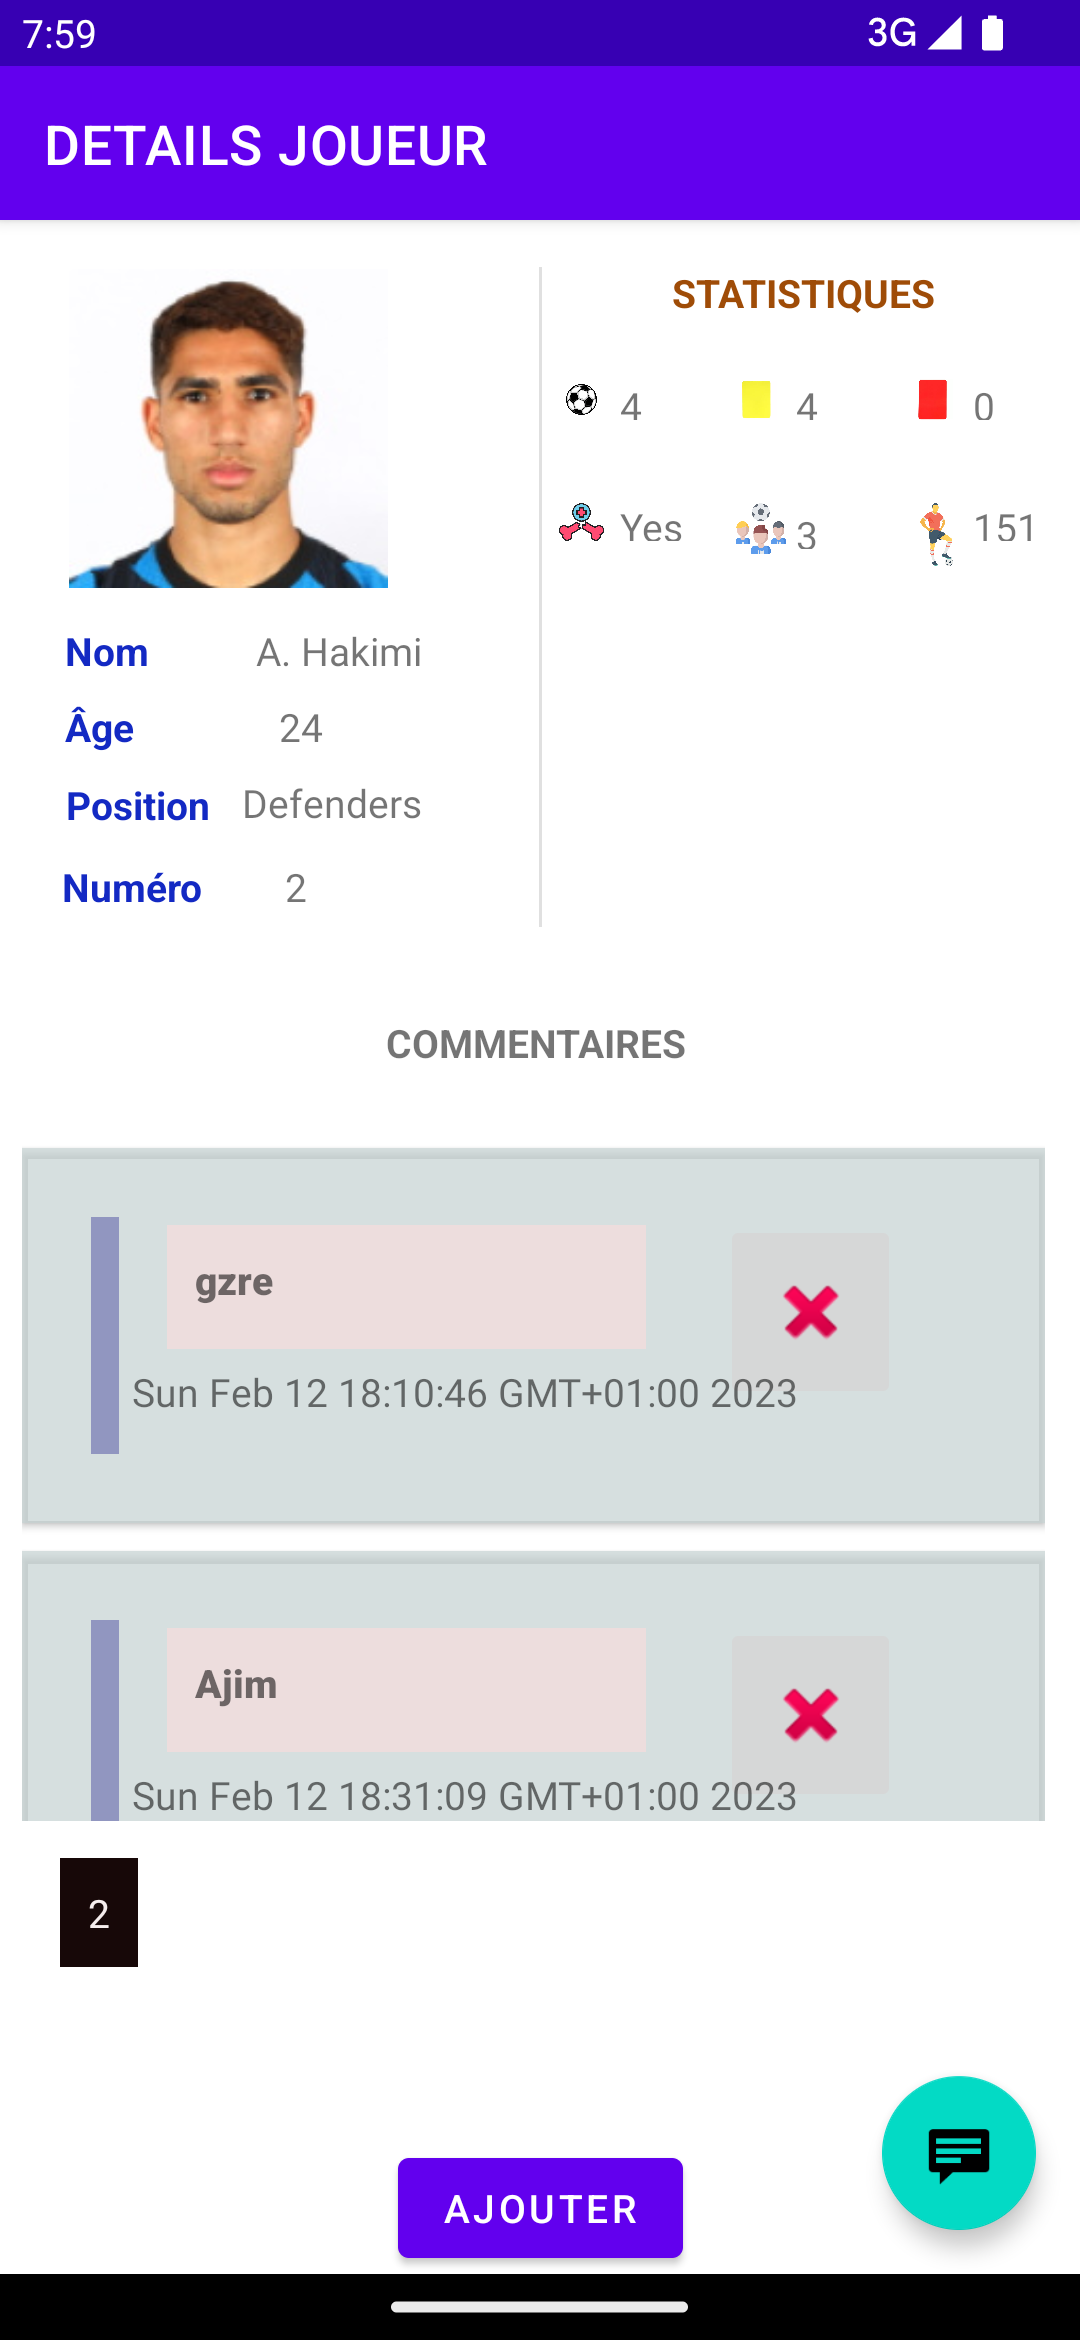 7:59 3G
DETAILS JOUEUR
STATISTIQUES
4 4 0
Yes 3 151
Nom A. Hakimi
Âge 24
Position Defenders
Numéro 2
COMMENTAIRES
gzre
Sun Feb 12 18:10:46 GMT+01:00 2023
Ajim
Sun Feb 12 18:31:09 GMT+01:00 2023
2
AJOUTER